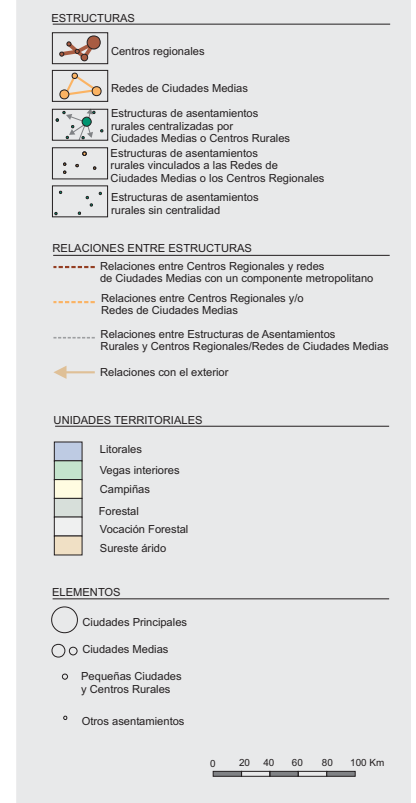 ESTRUCTURAS
Centros regionales
Redes de Ciudades Medias
Estructuras de asentamientos
rurales centralizadas por
Ciudades Medias o Centros Rurales
Estructuras de asentamientos
rurales vinculados a las Redes de
Ciudades Medias o los Centros Regionales
Estructuras de asentamientos
rurales sin centralidad
RELACIONES ENTRE ESTRUCTURAS
Relaciones entre Centros Regionales y redes
de Ciudades Medias con un componente metropolitano
Relaciones entre Centros Regionales y/o
Redes de Ciudades Medias
Relaciones entre Estructuras de Asentamientos
Rurales y Centros Regionales/Redes de Ciudades Medias
Relaciones con el exterior
UNIDADES TERRITORIALES
Litorales
Vegas interiores
Campiñas
Forestal
Vocación Forestal
Sureste árido
ELEMENTOS
Ciudades Principales
Ciudades Medias
Pequeñas Ciudades
y Centros Rurales
Otros asentamientos
0 20 40 60 80 100 Km